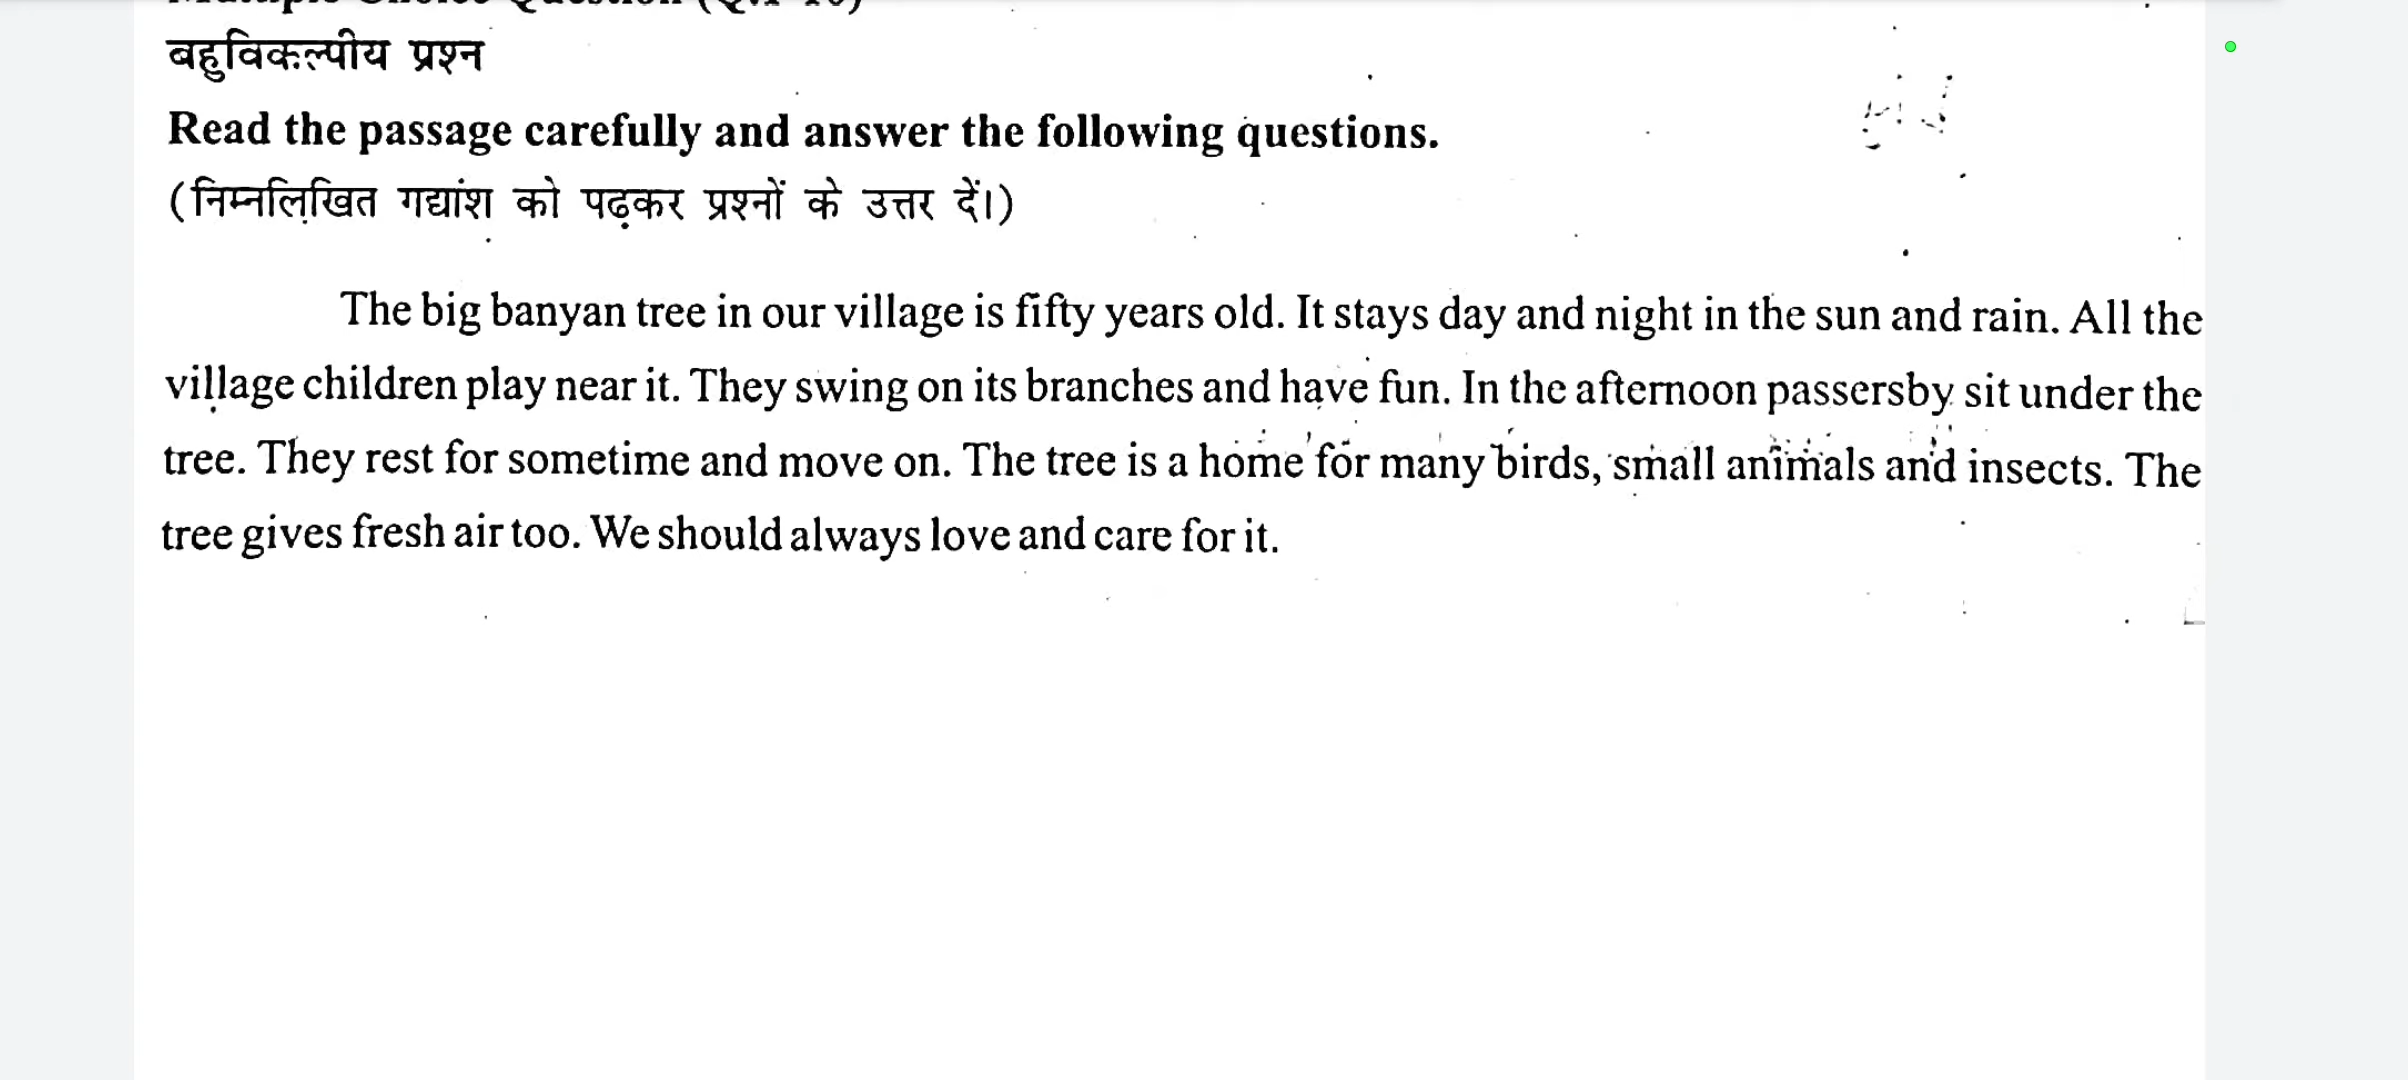 बहुविकल्पीय प्रश्न
Read the passage carefully and answer the following questions.
(निम्नलिखित गद्यांश को पढ़कर प्रश्नों के उत्तर दें।)
The big banyan tree in our village is fifty years old. It stays day and night in the sun and rain. All the
village children play near it. They swing on its branches and have fun. In the afternoon passersby sit under the
tree. They rest for sometime and move on. The tree is a home for many birds, small animals and insects. The
tree gives fresh air too. We should always love and care for it.